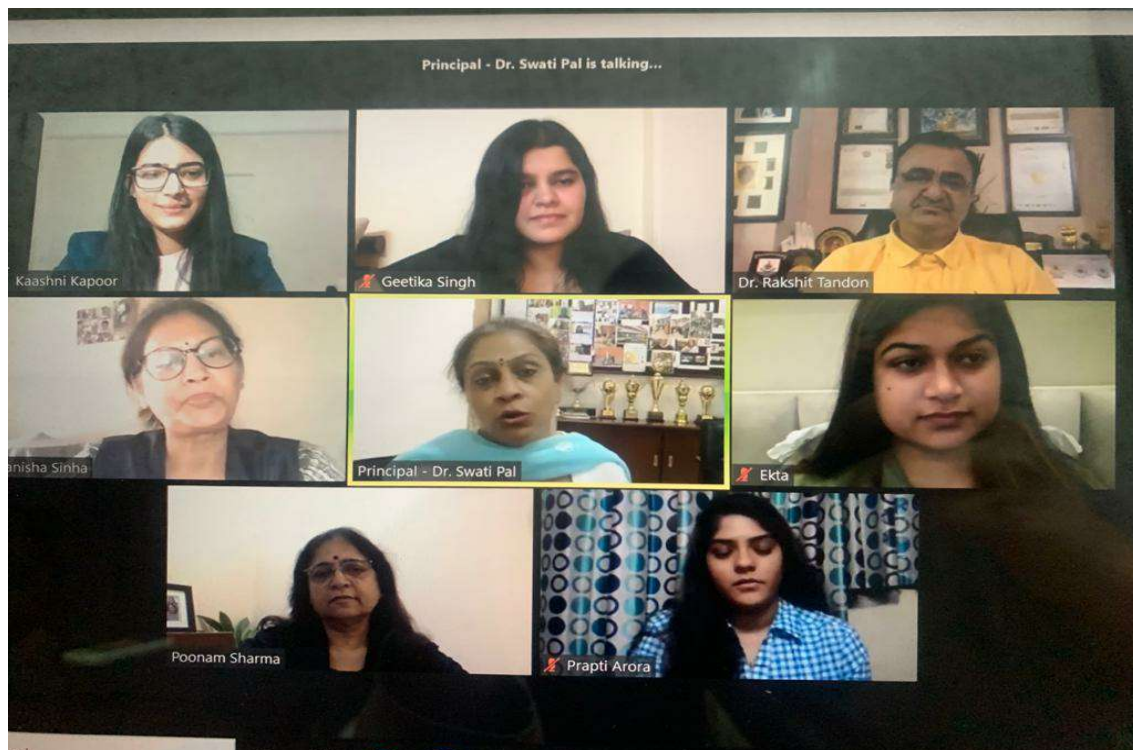 Principal - Dr. Swati Pal is talking...
Kaashni Kapoor
Geetika Singh
Dr. Rakshit Tandon
anisha Sinha
Principal - Dr. Swati Pal
Ekta
Poonam Sharma
Prapti Arora